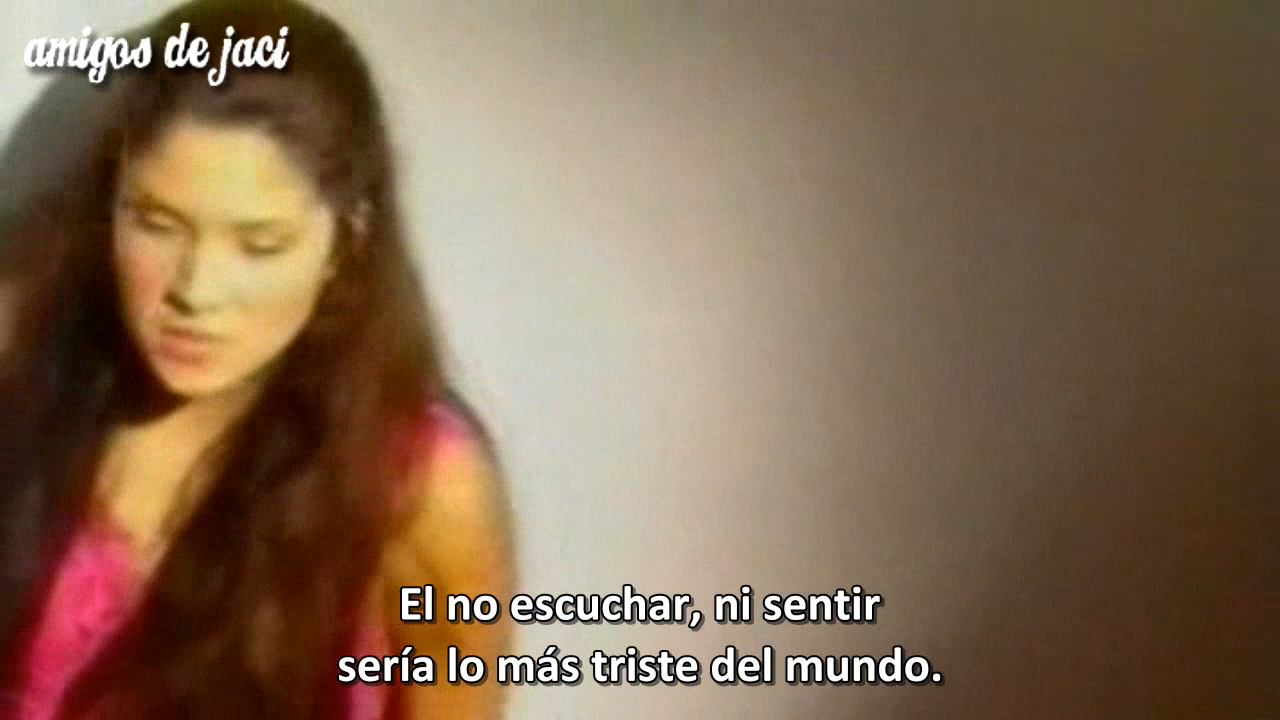 amigos de jaci
El no escuchar, ni sentir
sería lo más triste del mundo.